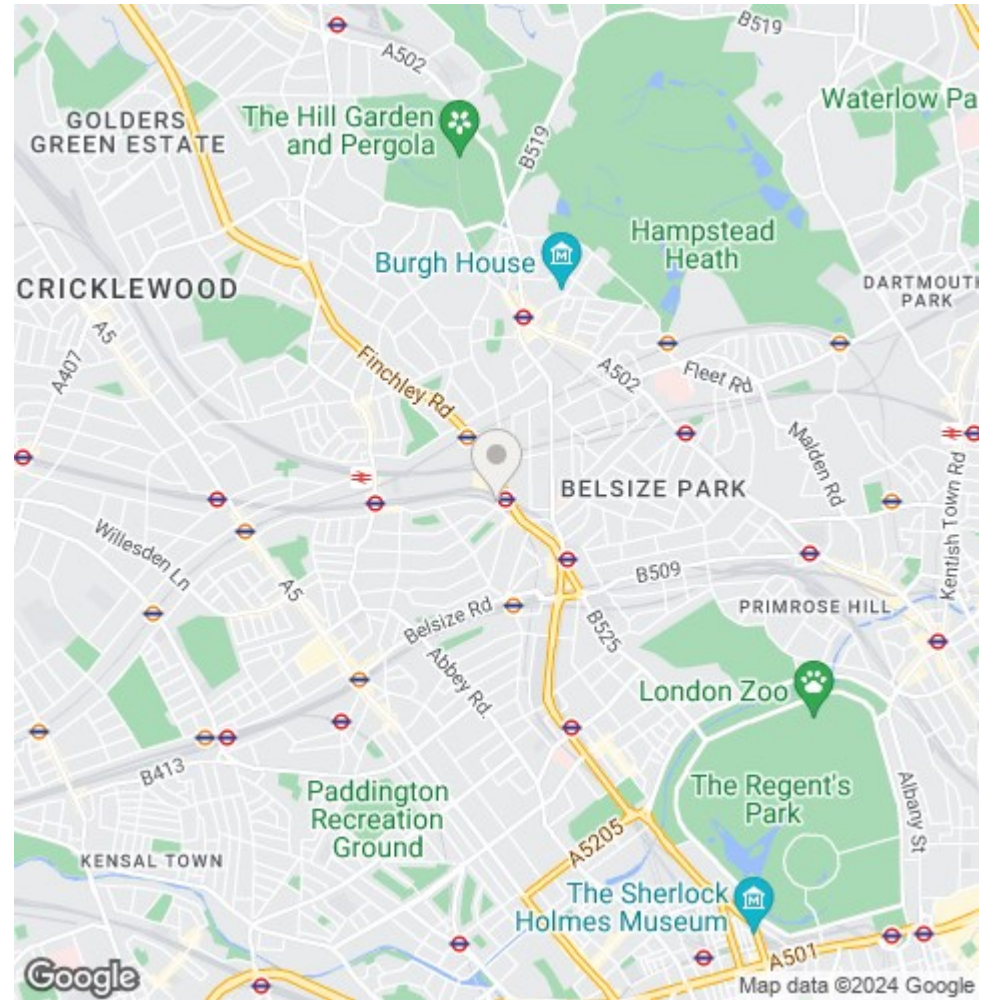 B519
A502
GOLDERS
GREEN ESTATE
The Hill Garden
and Pergola
B519
Waterlow Pa
Hampstead
Heath
Burgh House
CRICKLEWOOD
DARTMOUTH
PARK
A5
A407
Finchley Rd
A502
Fleet Rd
Malden Rd
BELSIZE PARK
Kentish Town Rd
Willesden Ln
A5
B509
Belsize Rd
B525
PRIMROSE HILL
Abbey Rd.
London Zoo
B413
Paddington
Recreation
Ground
The Regent's
Park
Albany St
A5205
KENSAL TOWN
The Sherlock
Holmes Museum
A501
Google
Map data ©2024 Google